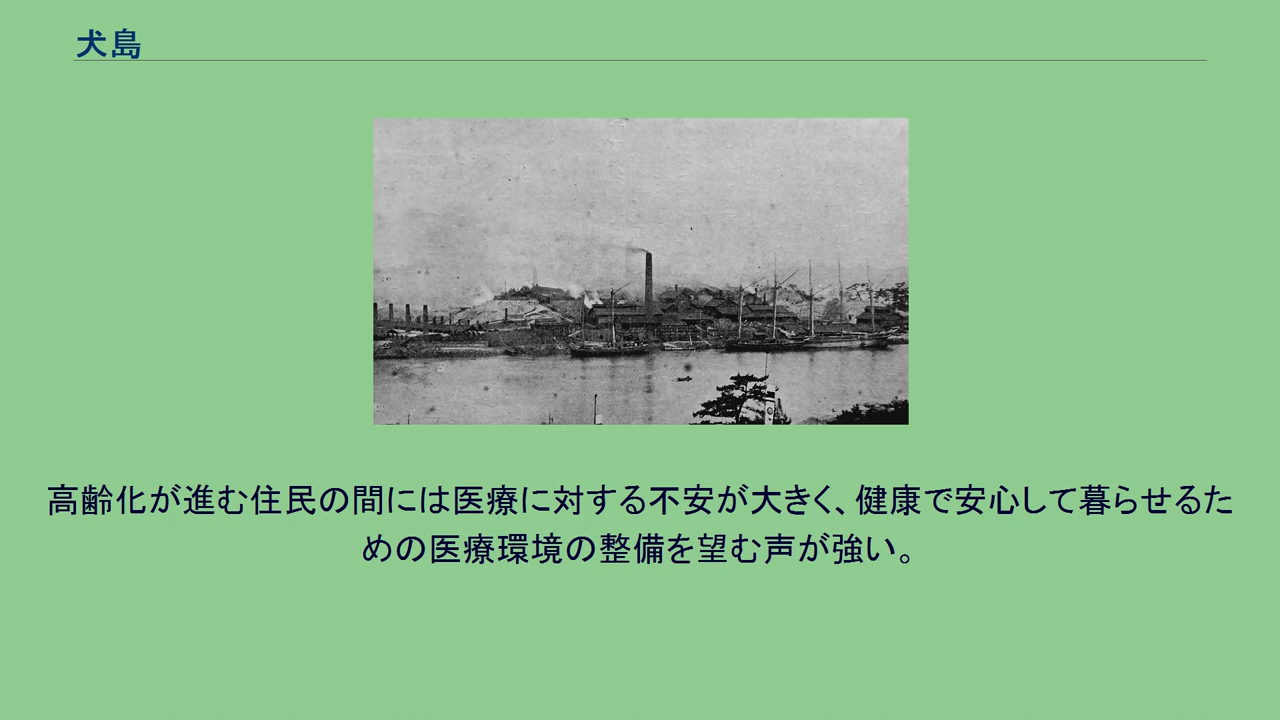 犬島
高齢化が進む住民の間には医療に対する不安が大きく、健康で安心して暮らせるた
めの医療環境の整備を望む声が強い。